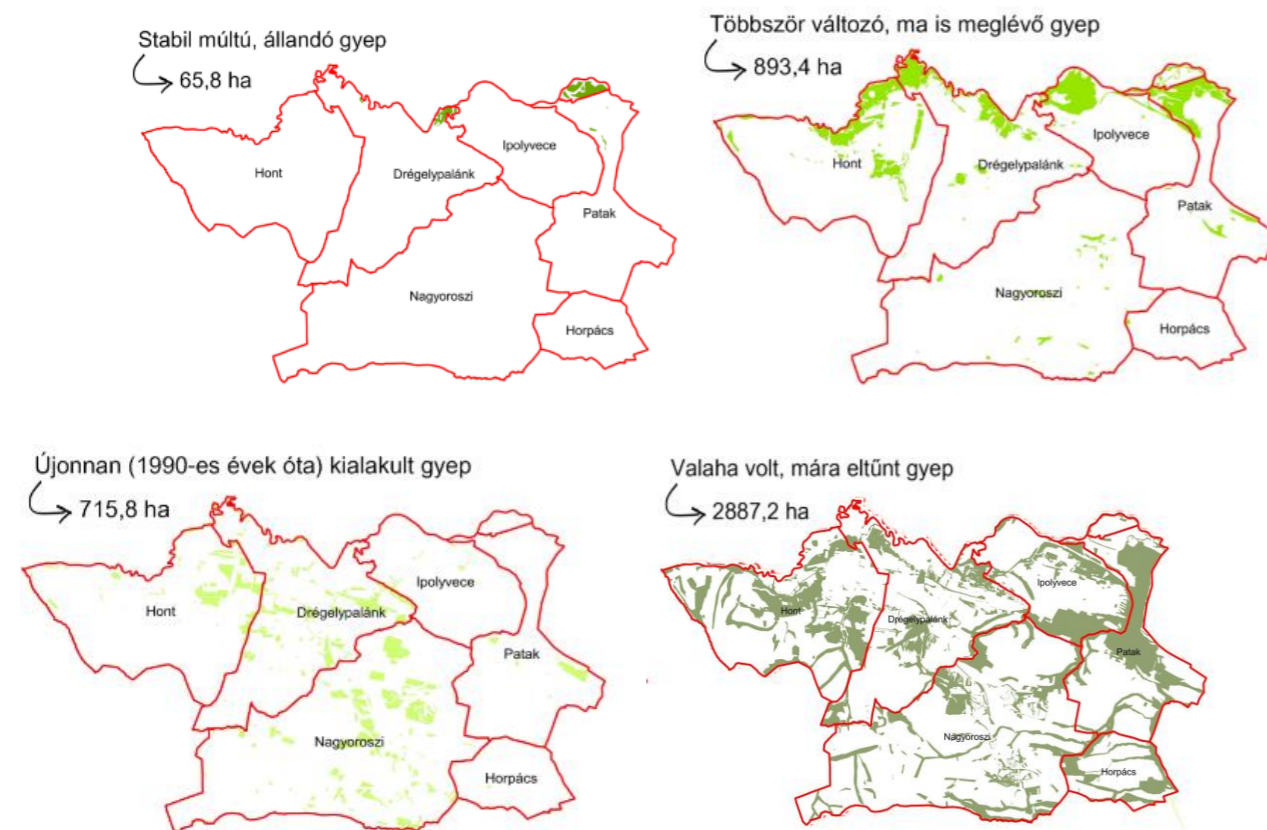 Stabil múltú, állandó gyep
65,8 ha
Ipolyvece
Hont
Drégelypalánk
Patak
Nagyoroszi
Horpács
Többször változó, ma is meglévő gyep
893,4 ha
Ipolyvece
Hont
Drégelypalánk
Patak
Nagyoroszi
Horpács
Újonnan (1990-es évek óta) kialakult gyep
715,8 ha
Ipolyvece
Hont
Drégelypalánk
Patak
Nagyoroszi
Horpács
Valaha volt, mára eltűnt gyep
2887,2 ha
Ipolyvece
Hont
Drégelypalánk
Patak
Nagyoroszi
Horpács